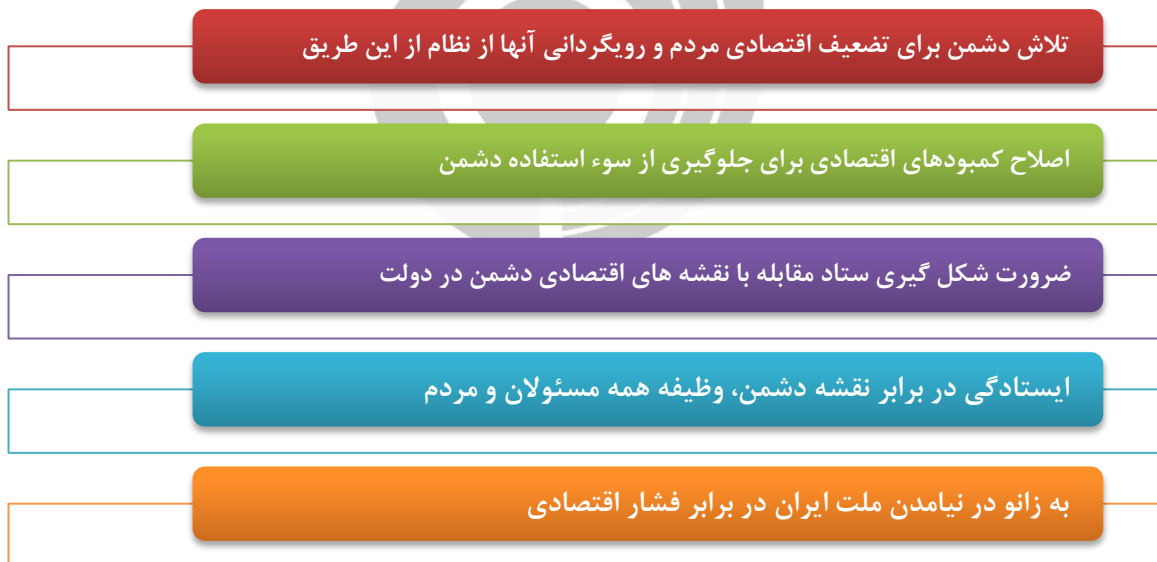 تلاش دشمن برای تضعیف اقتصادی مردم و رویگردانی آنها از نظام از این طریق
اصلاح کمبودهای اقتصادی برای جلوگیری از سوء استفاده دشمن
ضرورت شکل گیری ستاد مقابله با نقشه های اقتصادی دشمن در دولت
ایستادگی در برابر نقشه دشمن، وظیفه همه مسئولان و مردم
به زانو در نیامدن ملت ایران در برابر فشار اقتصادی